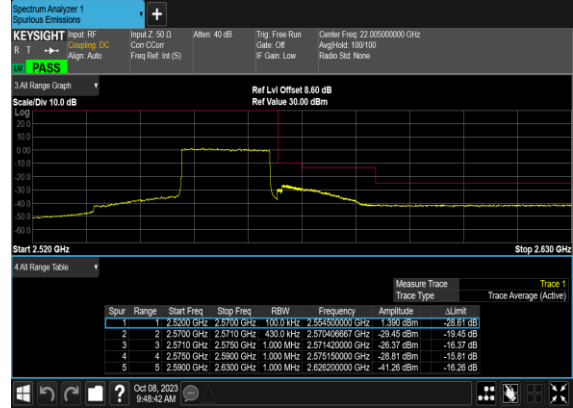 Spectrum Analyzer 1
Spurious Emissions
KEYSIGHT Input: RF
R T Coupling: DC
Align: Auto
Input Z: 50 Ω
Corr CCorr
Freq Ref: Int (S)
Atten: 40 dB
Trig: Free Run
Gate: Off
IF Gain: Low
Center Freq: 22.005000000 GHz
Avg|Hold: 100/100
Radio Std: None
PASS
3 All Range Graph
Ref Lvl Offset 8.60 dB
Scale/Div 10.0 dB
Ref Value 30.00 dBm
Log
20.0
10.0
0.00
-10.0
-20.0
-30.0
-40.0
-50.0
-60.0
Start 2.520 GHz
Stop 2.630 GHz
4 All Range Table
Measure Trace Trace 1
Trace Type Trace Average (Active)
Spur Range Start Freq Stop Freq RBW Frequency Amplitude ΔLimit
1 1 2.5200 GHz 2.5700 GHz 100.0 kHz 2.554500000 GHz 1.390 dBm -28.61 dB
2 2 2.5700 GHz 2.5710 GHz 430.0 kHz 2.570406667 GHz -29.45 dBm -19.45 dB
3 3 2.5710 GHz 2.5750 GHz 1.000 MHz 2.571420000 GHz -26.37 dBm -16.37 dB
4 4 2.5750 GHz 2.5900 GHz 1.000 MHz 2.575150000 GHz -28.81 dBm -15.81 dB
5 5 2.5900 GHz 2.6300 GHz 1.000 MHz 2.626200000 GHz -41.26 dBm -16.26 dB
?
Oct 08, 2023
9:48:42 AM